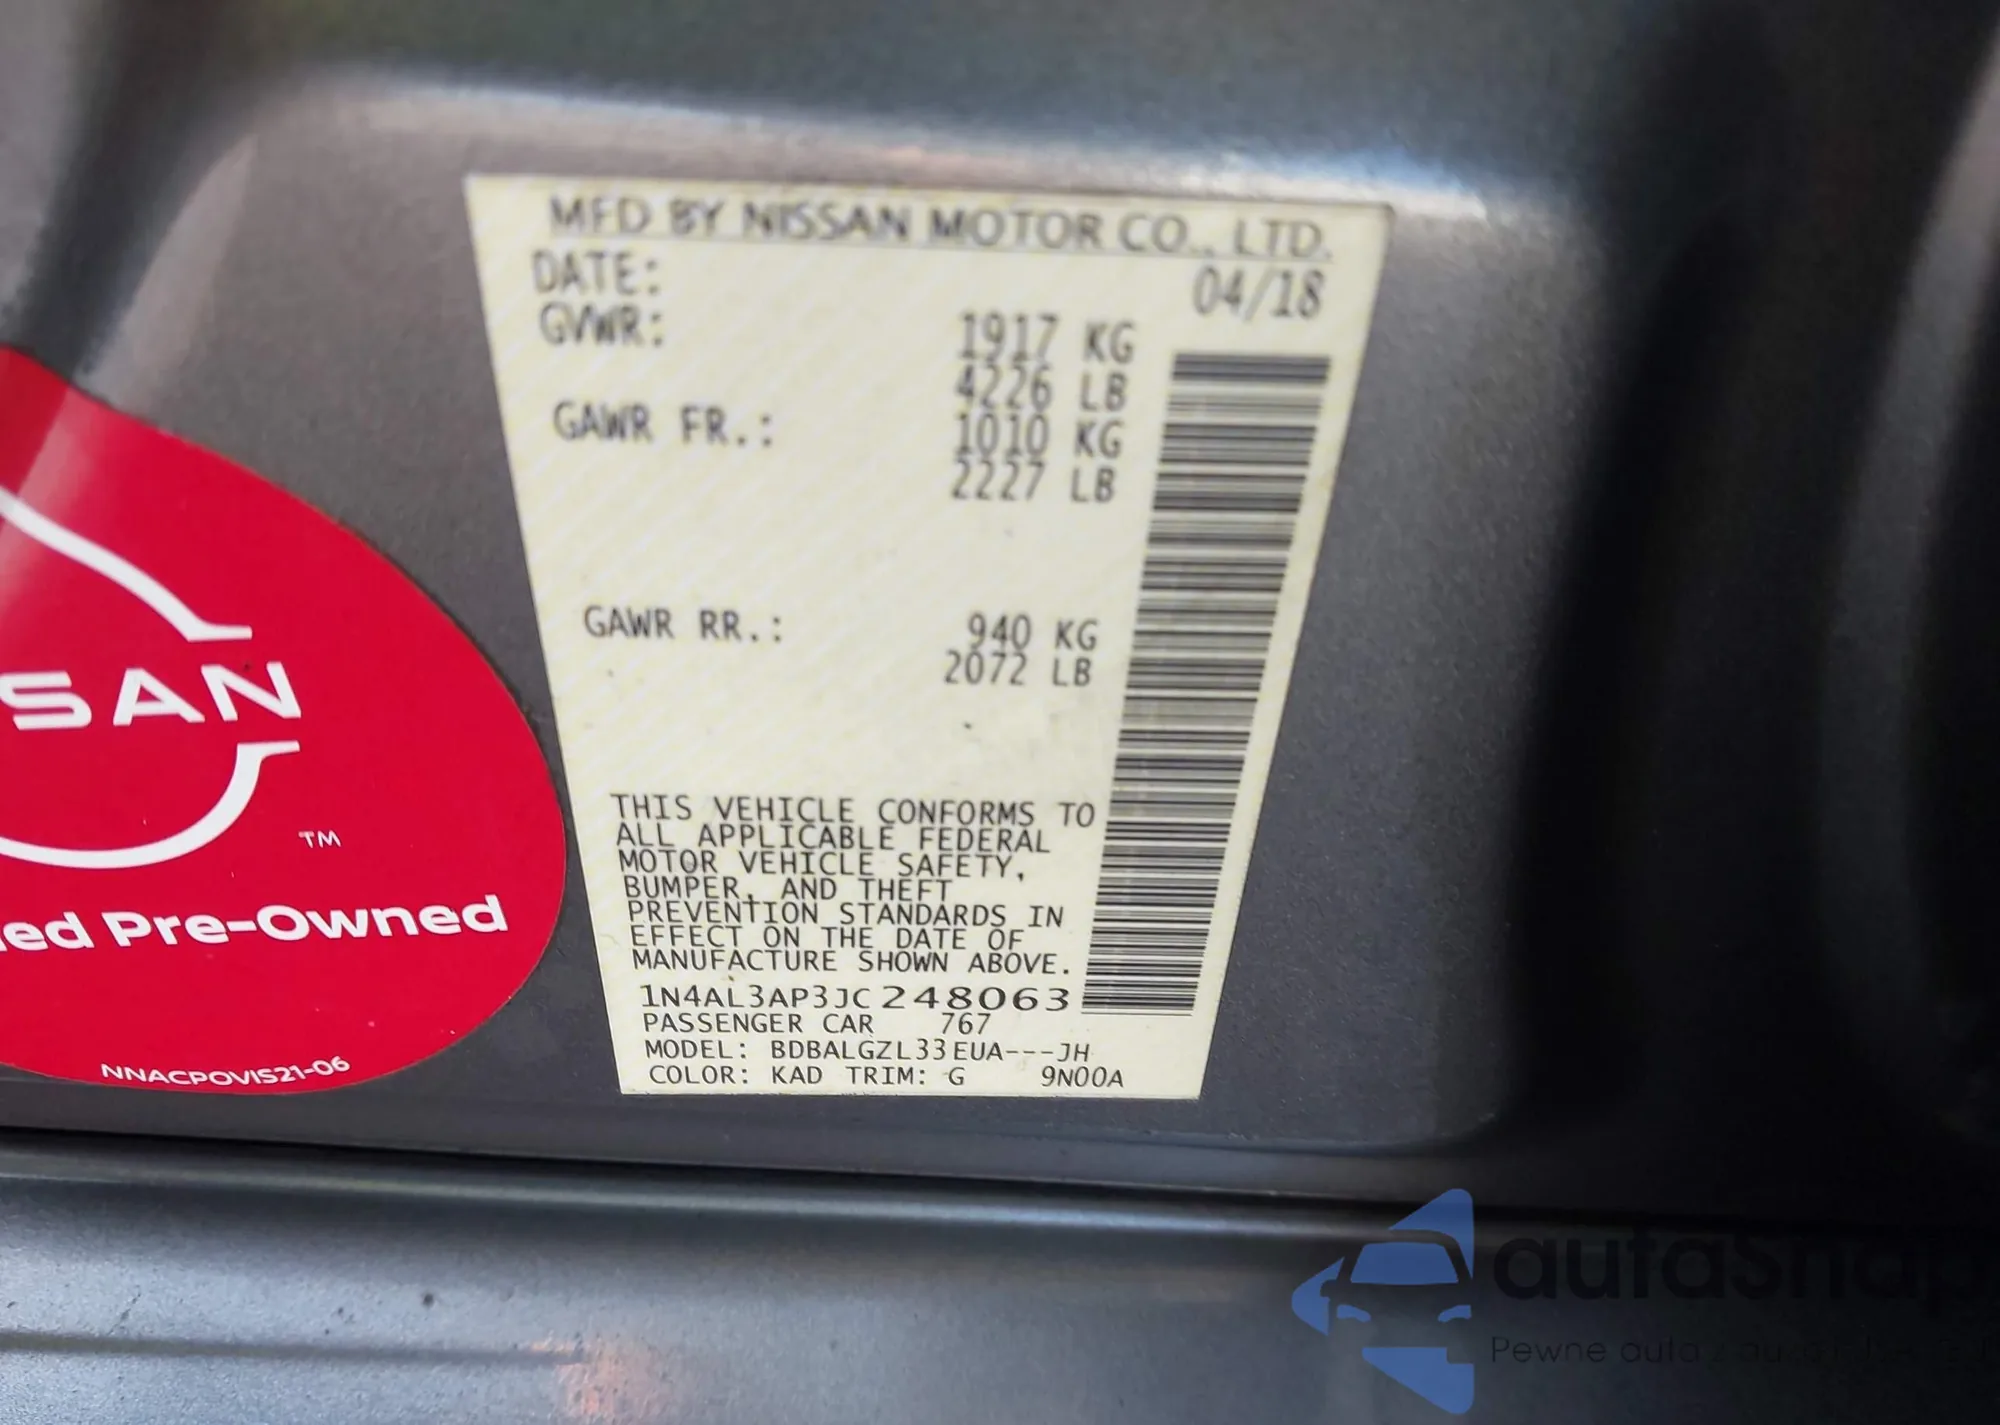 MFD BY NISSAN MOTOR CO., LTD.
DATE: 04/18
GVWR: 1917 KG
4226 LB
GAWR FR.: 1010 KG
2227 LB
GAWR RR.: 940 KG
2072 LB
THIS VEHICLE CONFORMS TO
ALL APPLICABLE FEDERAL
MOTOR VEHICLE SAFETY,
BUMPER, AND THEFT
PREVENTION STANDARDS IN
EFFECT ON THE DATE OF
MANUFACTURE SHOWN ABOVE.
1N4AL3AP3JC248063
PASSENGER CAR 767
MODEL: BDBALGZL33EUA---JH
COLOR: KAD TRIM: G 9N00A
SSAN
TM
ied Pre-Owned
NNACPOVIS21-06
autasnap
Pewne auta z